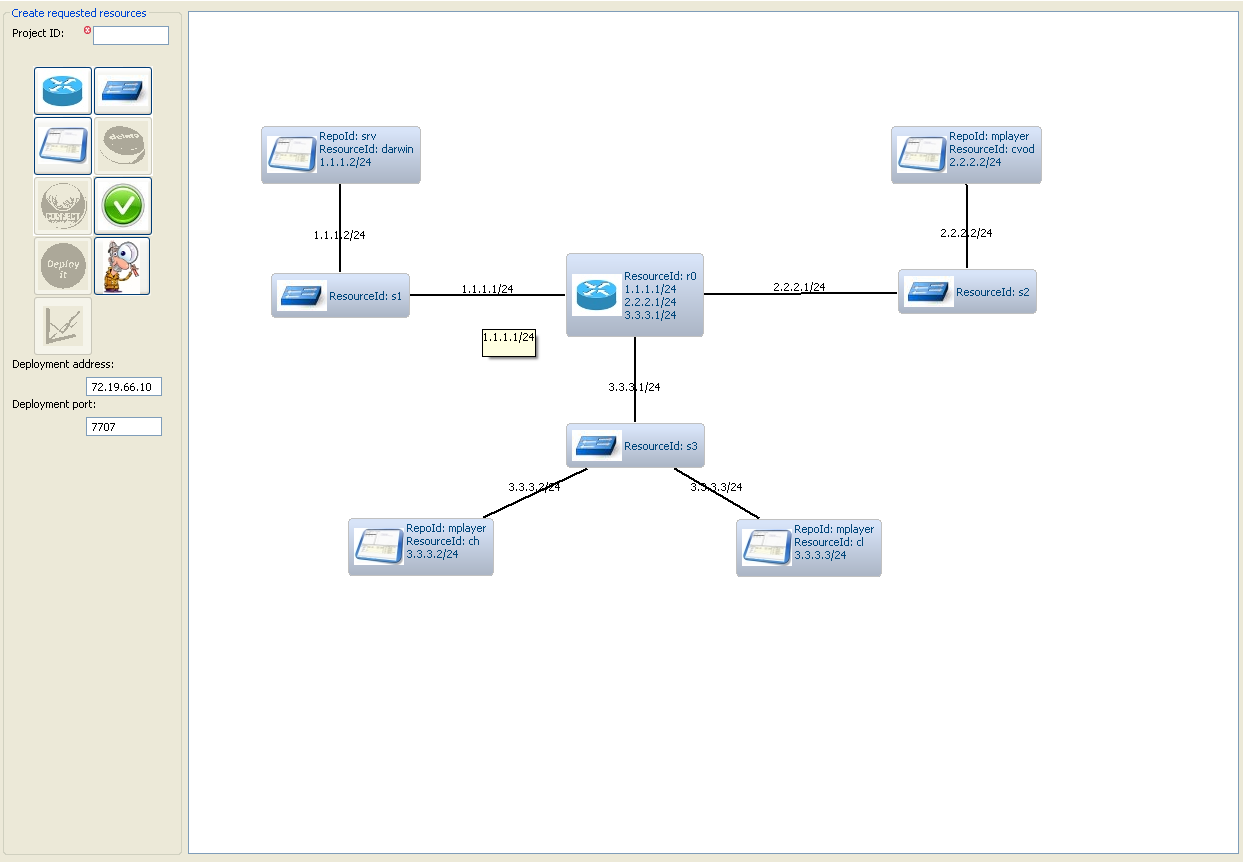 Create requested resources
Project ID:
Deploy
it
Deployment address:
72.19.66.10
Deployment port:
7707
RepoId: srv
ResourceId: darwin
1.1.1.2/24
RepoId: mplayer
ResourceId: cvod
2.2.2.2/24
1.1.1.2/24
2.2.2.2/24
ResourceId: s1
1.1.1.1/24
ResourceId: r0
1.1.1.1/24
2.2.2.1/24
3.3.3.1/24
2.2.2.1/24
ResourceId: s2
1.1.1.1/24
3.3.3.1/24
ResourceId: s3
3.3.3.2/24
3.3.3.3/24
RepoId: mplayer
ResourceId: ch
3.3.3.2/24
RepoId: mplayer
ResourceId: cl
3.3.3.3/24